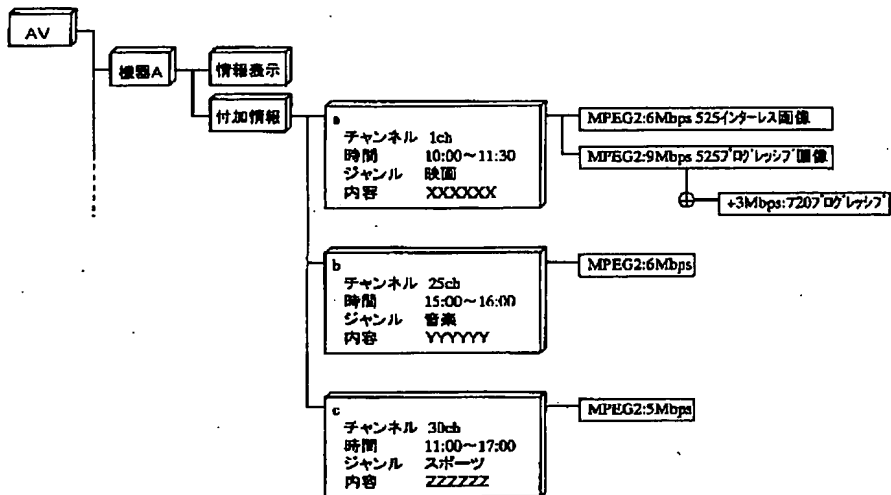 AV
機器A
情報表示
付加情報
a
チャンネル 1ch
時間 10:00～11:30
ジャンル 映画
内容 XXXXXX
MPEG2:6Mbps 525インターレス画像
MPEG2:9Mbps 525プログレッシブ画像
+3Mbps:720プログレッシブ
b
チャンネル 25ch
時間 15:00～16:00
ジャンル 音楽
内容 YYYYYY
MPEG2:6Mbps
c
チャンネル 30ch
時間 11:00～17:00
ジャンル スポーツ
内容 ZZZZZZ
MPEG2:5Mbps